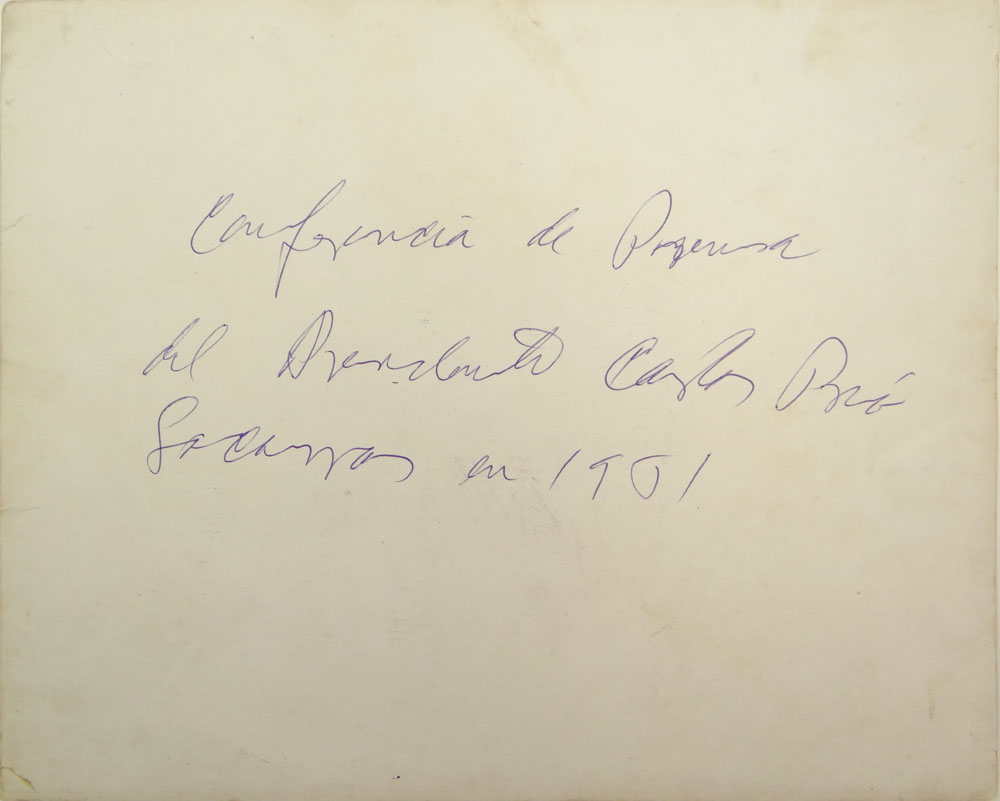 Conferencia de Prensa
del Presidente Carlos Prió
Socarras en 1951